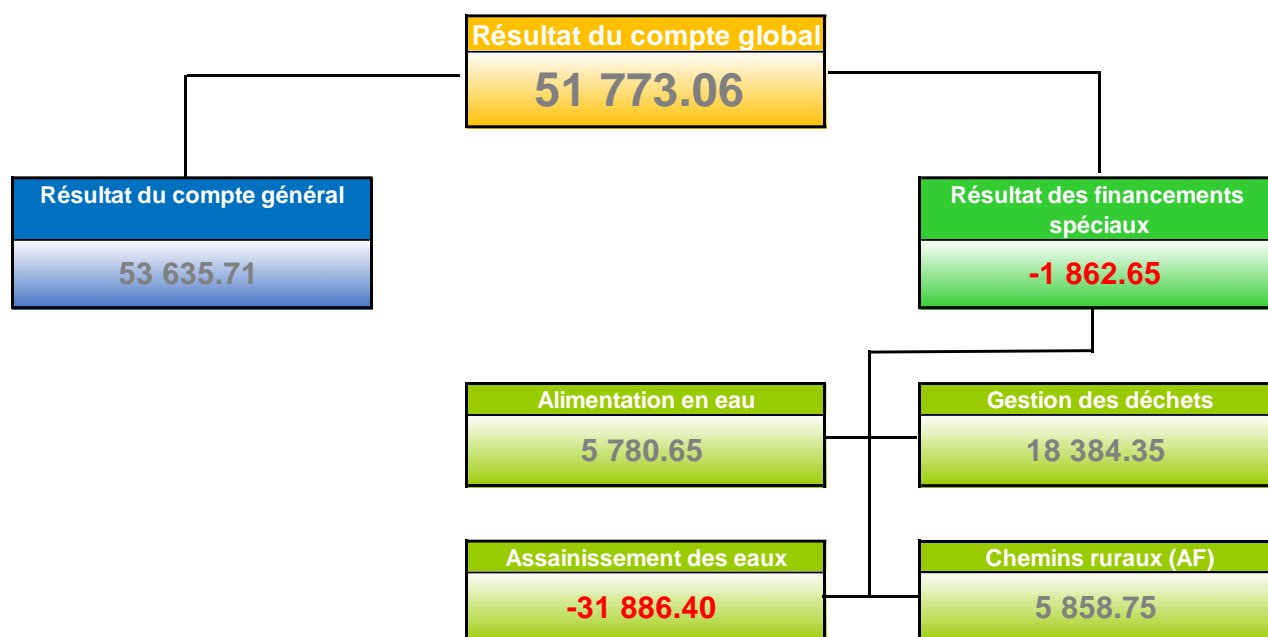 Résultat du compte global
51 773.06
Résultat du compte général
53 635.71
Résultat des financements
spéciaux
-1 862.65
Alimentation en eau
5 780.65
Gestion des déchets
18 384.35
Assainissement des eaux
-31 886.40
Chemins ruraux (AF)
5 858.75